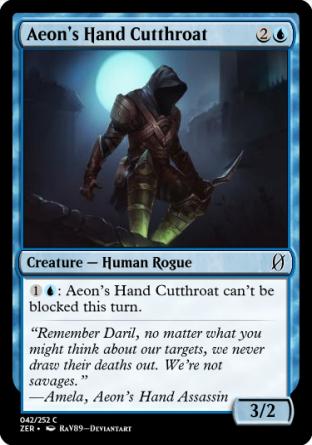 Aeon's Hand Cutthroat 2
1: Aeon's Hand Cutthroat can't be
blocked this turn.
“Remember Daril, no matter what you
might think about our targets, we never
draw their deaths out. We're not
savages.”
—Amela, Aeon's Hand Assassin
Creature — Human Rogue
042/252 C
ZER • RaV89–Deviantart
3/2